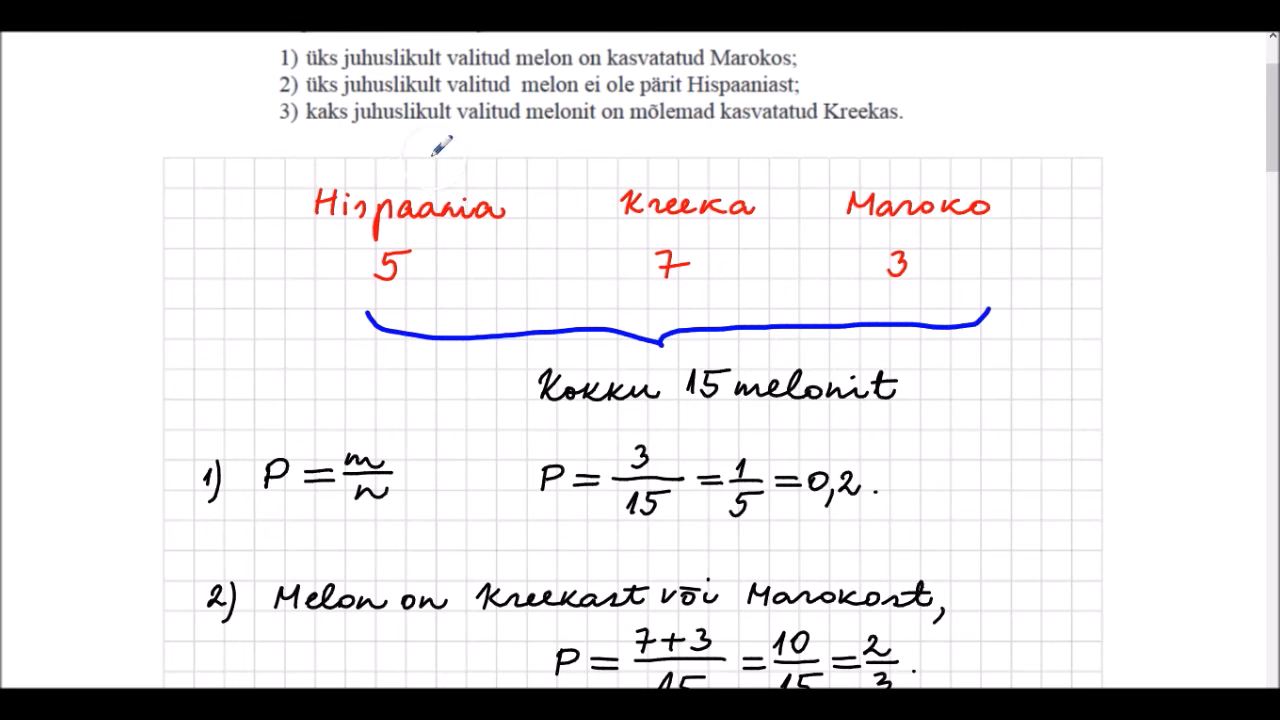 1) üks juhuslikult valitud melon on kasvatatud Marokos;
2) üks juhuslikult valitud melon ei ole pärit Hispaaniast;
3) kaks juhuslikult valitud melonit on mõlemad kasvatatud Kreekas.
Hispaania Kreeka Maroko
5 7 3
Kokku 15 melonit
1) P = m/n P = 3/15 = 1/5 = 0,2.
2) Melon on Kreekast või Marokost,
P = 7+3/15 = 10/15 = 2/3.